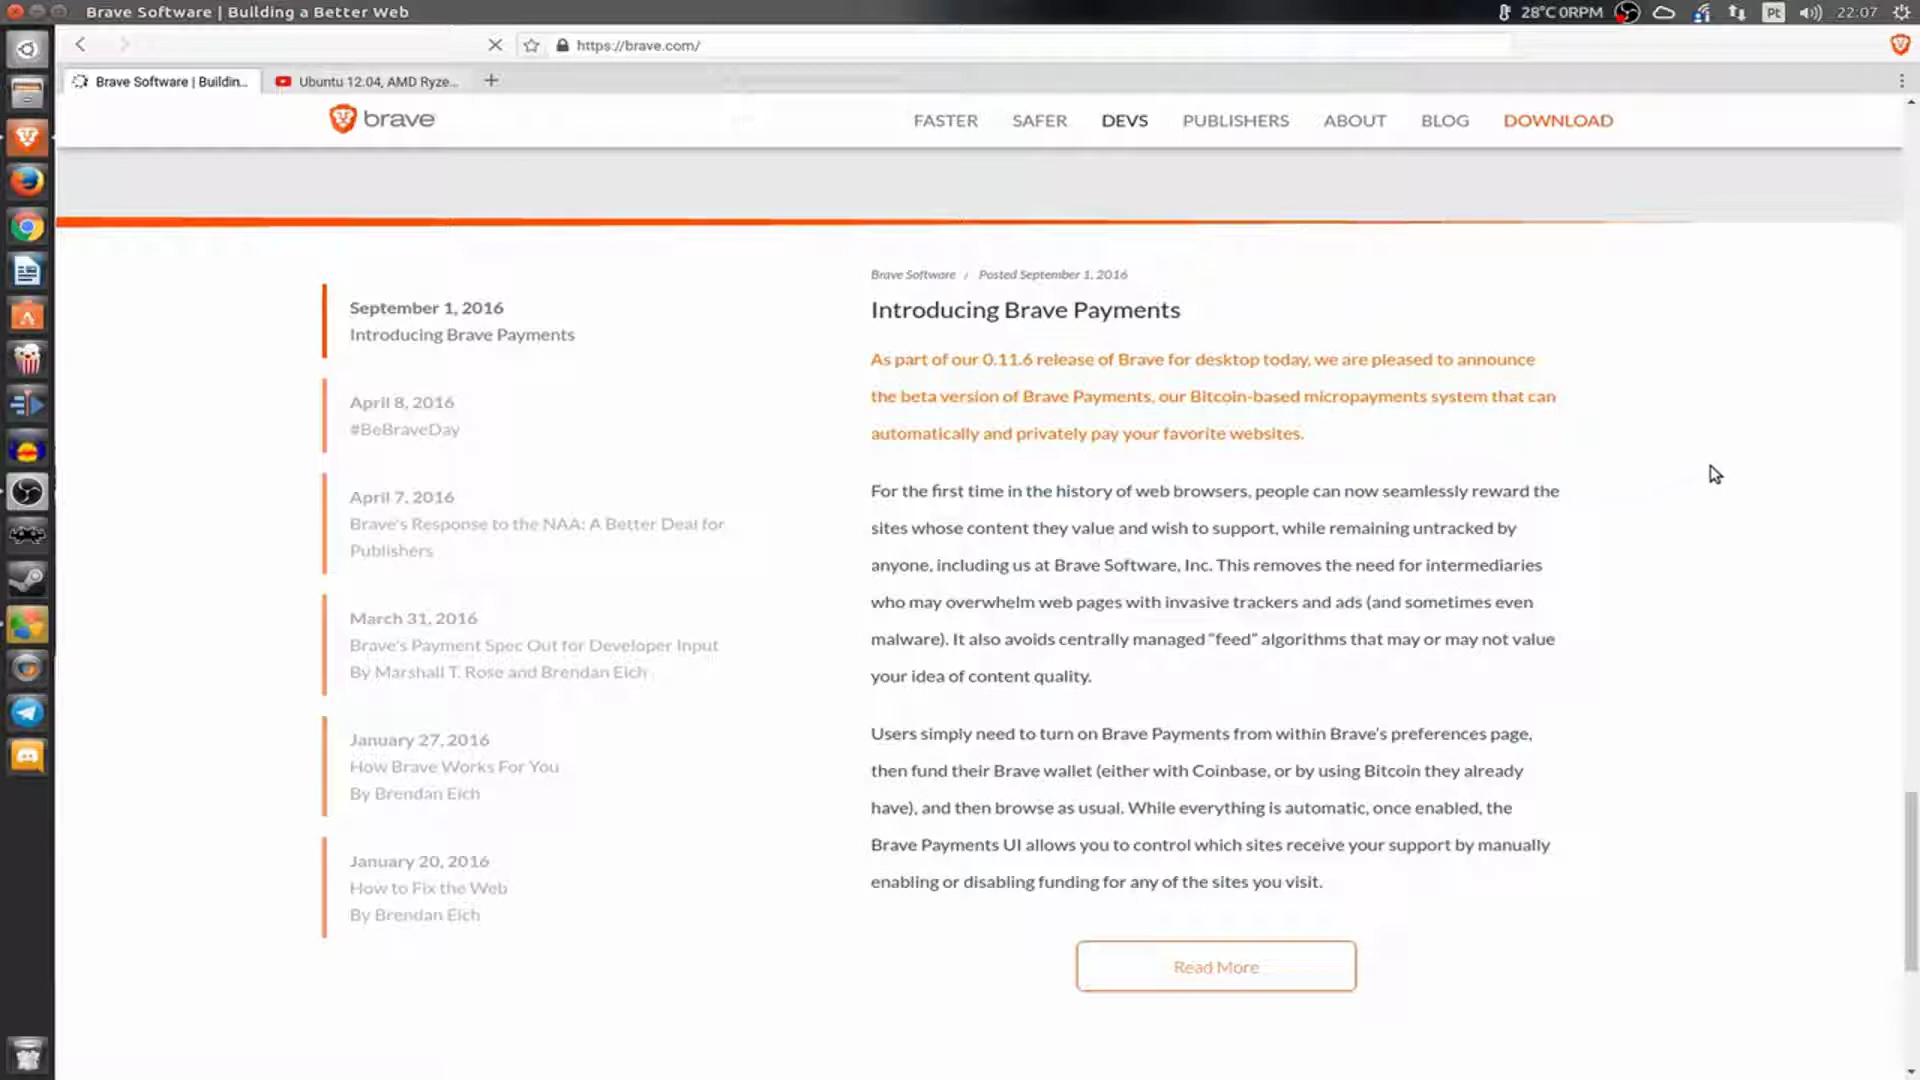 Brave Software | Building a Better Web
28°C 0RPM
Pt
22:07
https://brave.com/
Brave Software | Buildin...
Ubuntu 12.04, AMD Ryze...
brave
FASTER SAFER DEVS PUBLISHERS ABOUT BLOG DOWNLOAD
September 1, 2016
Introducing Brave Payments
April 8, 2016
#BeBraveDay
April 7, 2016
Brave's Response to the NAA: A Better Deal for
Publishers
March 31, 2016
Brave's Payment Spec Out for Developer Input
By Marshall T. Rose and Brendan Eich
January 27, 2016
How Brave Works For You
By Brendan Eich
January 20, 2016
How to Fix the Web
By Brendan Eich
Brave Software / Posted September 1, 2016
Introducing Brave Payments
As part of our 0.11.6 release of Brave for desktop today, we are pleased to announce
the beta version of Brave Payments, our Bitcoin-based micropayments system that can
automatically and privately pay your favorite websites.
For the first time in the history of web browsers, people can now seamlessly reward the
sites whose content they value and wish to support, while remaining untracked by
anyone, including us at Brave Software, Inc. This removes the need for intermediaries
who may overwhelm web pages with invasive trackers and ads (and sometimes even
malware). It also avoids centrally managed “feed” algorithms that may or may not value
your idea of content quality.
Users simply need to turn on Brave Payments from within Brave's preferences page,
then fund their Brave wallet (either with Coinbase, or by using Bitcoin they already
have), and then browse as usual. While everything is automatic, once enabled, the
Brave Payments UI allows you to control which sites receive your support by manually
enabling or disabling funding for any of the sites you visit.
Read More